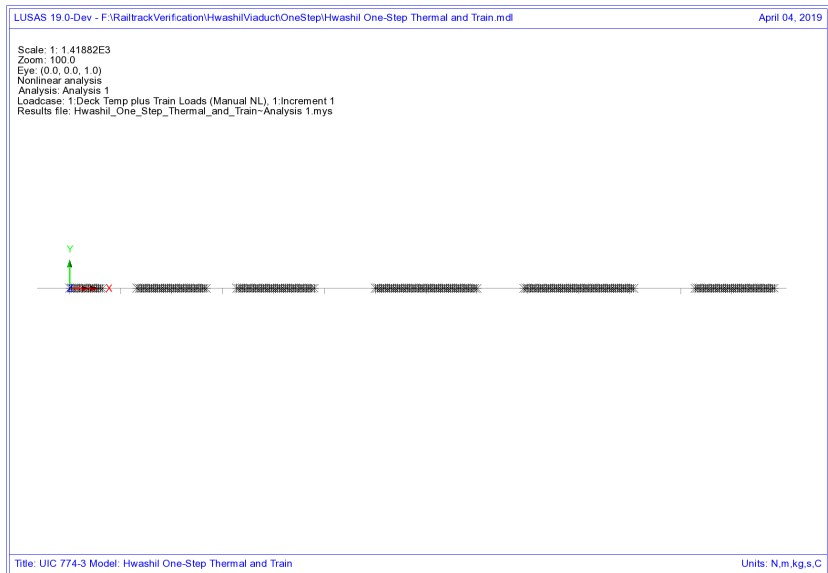 LUSAS 19.0-Dev - F:\RailtrackVerification\HwashilViaduct\OneStep\Hwashil One-Step Thermal and Train.mdl April 04, 2019
Scale: 1: 1.41882E3
Zoom: 100.0
Eye: (0.0, 0.0, 1.0)
Nonlinear analysis
Analysis: Analysis 1
Loadcase: 1:Deck Temp plus Train Loads (Manual NL), 1:Increment 1
Results file: Hwashil_One_Step_Thermal_and_Train~Analysis 1.mys
Y
X
Title: UIC 774-3 Model: Hwashil One-Step Thermal and Train Units: N,m,kg,s,C